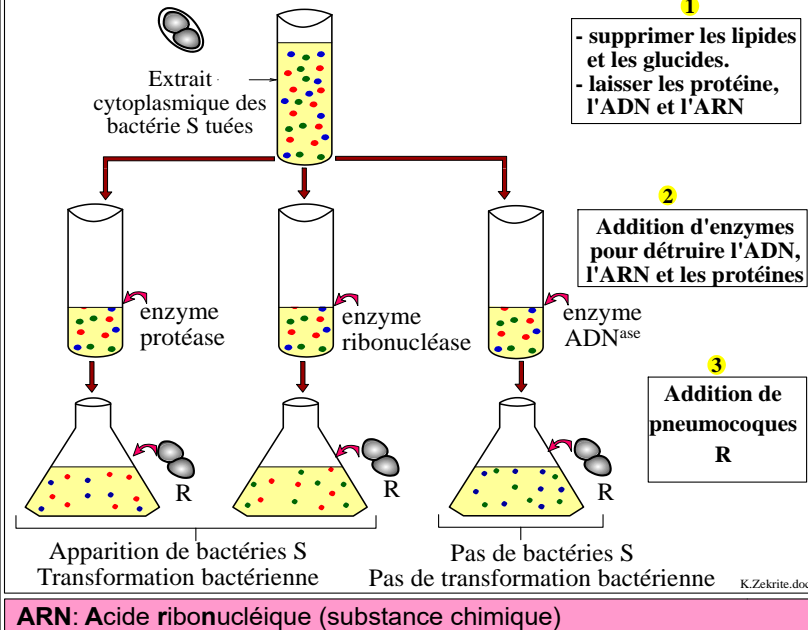 1
- supprimer les lipides
et les glucides.
- laisser les protéine,
l'ADN et l'ARN
Extrait
cytoplasmique des
bactérie S tuées
2
Addition d'enzymes
pour détruire l'ADN,
l'ARN et les protéines
enzyme
protéase
enzyme
ribonucléase
enzyme
ADNase
3
Addition de
pneumocoques
R
R
R
R
Apparition de bactéries S
Transformation bactérienne
Pas de bactéries S
Pas de transformation bactérienne
K.Zekrite.doc
ARN: Acide ribonucléique (substance chimique)